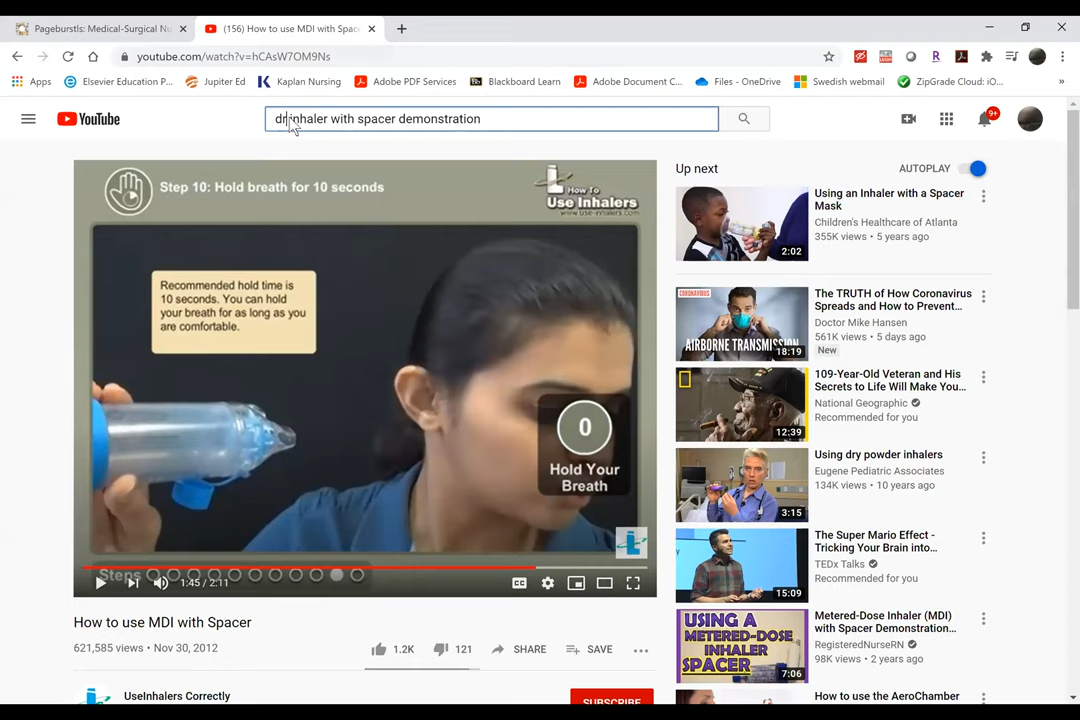 Pageburstls: Medical-Surgical Nu
(156) How to use MDI with Spac
youtube.com/watch?v=hCAsW7OM9Ns
Apps
Elsevier Education P...
Jupiter Ed
Kaplan Nursing
Adobe PDF Services
Blackboard Learn
Adobe Document C...
Files - OneDrive
Swedish webmail
ZipGrade Cloud: iO...
»
YouTube
drinhaler with spacer demonstration
9+
Step 10: Hold breath for 10 seconds
How To
Use Inhalers
www.use-inhalers.com
Recommended hold time is
10 seconds. You can hold
your breath for as long as you
are comfortable.
0
Hold Your
Breath
Steps
1:45 / 2:11
CC
How to use MDI with Spacer
621,585 views • Nov 30, 2012
1.2K
121
SHARE
SAVE
UseInhalers Correctly
SUBSCRIBE
Up next
AUTOPLAY
Using an Inhaler with a Spacer
Mask
Children's Healthcare of Atlanta
355K views • 5 years ago
2:02
CORONAVIRUS
AIRBORNE TRANSMISSION
18:19
The TRUTH of How Coronavirus
Spreads and How to Prevent...
Doctor Mike Hansen
561K views • 5 days ago
New
109-Year-Old Veteran and His
Secrets to Life Will Make You...
National Geographic
Recommended for you
12:39
Using dry powder inhalers
Eugene Pediatric Associates
134K views • 10 years ago
3:15
The Super Mario Effect -
Tricking Your Brain into...
TEDx Talks
Recommended for you
15:09
USING A
METERED-DOSE
INHALER
SPACER
7:06
Metered-Dose Inhaler (MDI)
with Spacer Demonstration...
RegisteredNurseRN
98K views • 2 years ago
How to use the AeroChamber